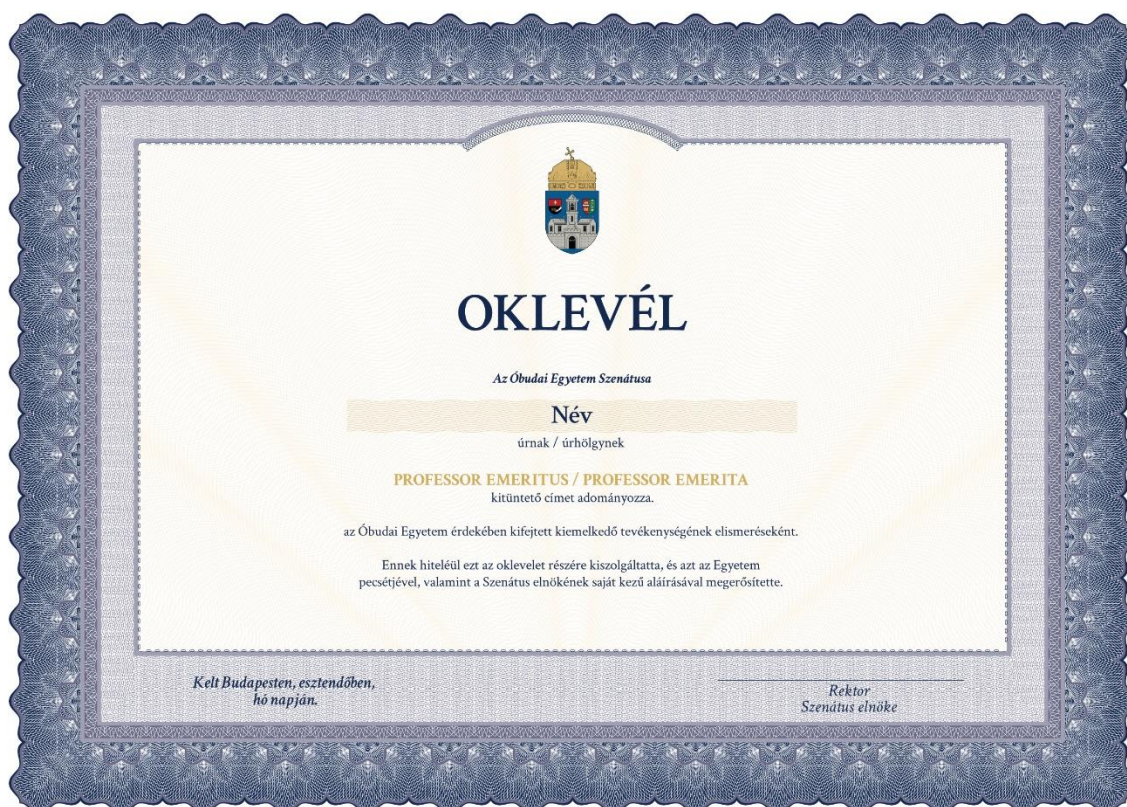 OKLEVÉL
Az Óbudai Egyetem Szenátusa
Név
úrnak / úrhölgynek
PROFESSOR EMERITUS / PROFESSOR EMERITA
kitüntető címet adományozza.
az Óbudai Egyetem érdekében kifejtett kiemelkedő tevékenységének elismeréseként.
Ennek hiteléül ezt az oklevelet részére kiszolgáltatta, és azt az Egyetem
pecsétjével, valamint a Szenátus elnökének saját kezű aláírásával megerősítette.
Kelt Budapesten, esztendőben,
hó napján.
Rektor
Szenátus elnöke